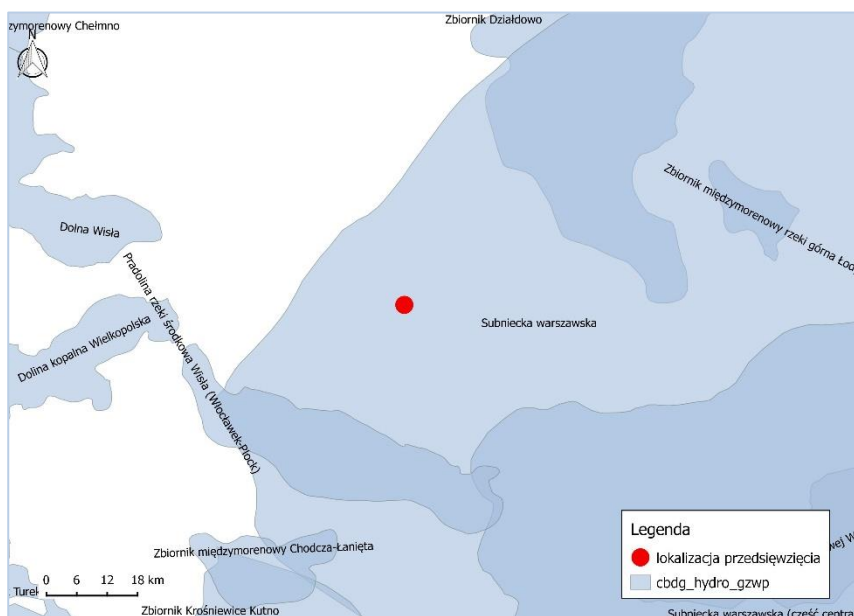 Zbiornik Działdowo
zymorenowy Chełmno
N
Zbiornik międzymorenowy rzeki górna Łod
Dolna Wisła
Pradolina rzeki środkowa Wisła (Włocławek-Płock)
Subniecka warszawska
Dolina kopalna Wielkopolska
Legenda
lokalizacja przedsięwzięcia
cbdg_hydro_gzwp
Zbiornik międzymorenowy Chodcza-Łanięta
wej W
0 6 12 18 km
Turek
Zbiornik Krośniewice Kutno
Subniecka warszawska (część central